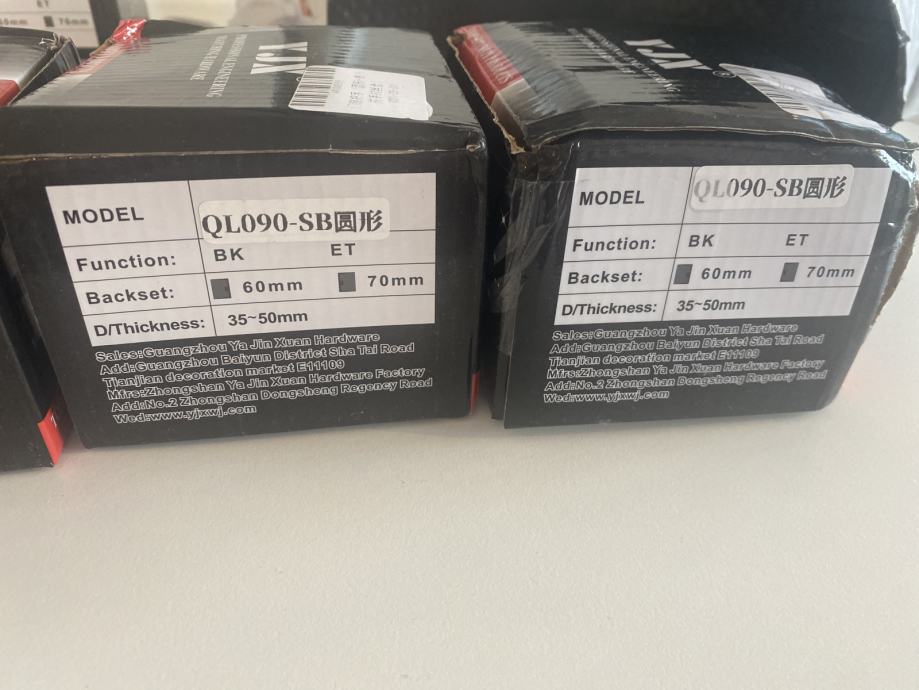 ET
70mm
YJX
MODEL QL090-SB圆形
Function: BK ET
Backset: 60mm 70mm
D/Thickness: 35~50mm
Sales:Guangzhou Ya Jin Xuan Hardware
Add:Guangzhou Baiyun District Sha Tai Road
Tianjian decoration market E11109
Mfrs:Zhongshan Ya Jin Xuan Hardware Factory
Add:No.2 Zhongshan Dongsheng Regency Road
Wed:www.yjxwj.com
YJX
MODEL QL090-SB圆形
Function: BK ET
Backset: 60mm 70mm
D/Thickness: 35~50mm
Sales:Guangzhou Ya Jin Xuan Hardware
Add:Guangzhou Baiyun District Sha Tai Road
Tianjian decoration market E11109
Mfrs:Zhongshan Ya Jin Xuan Hardware Factory
Add:No.2 Zhongshan Dongsheng Regency Road
Wed:www.yjxwj.com